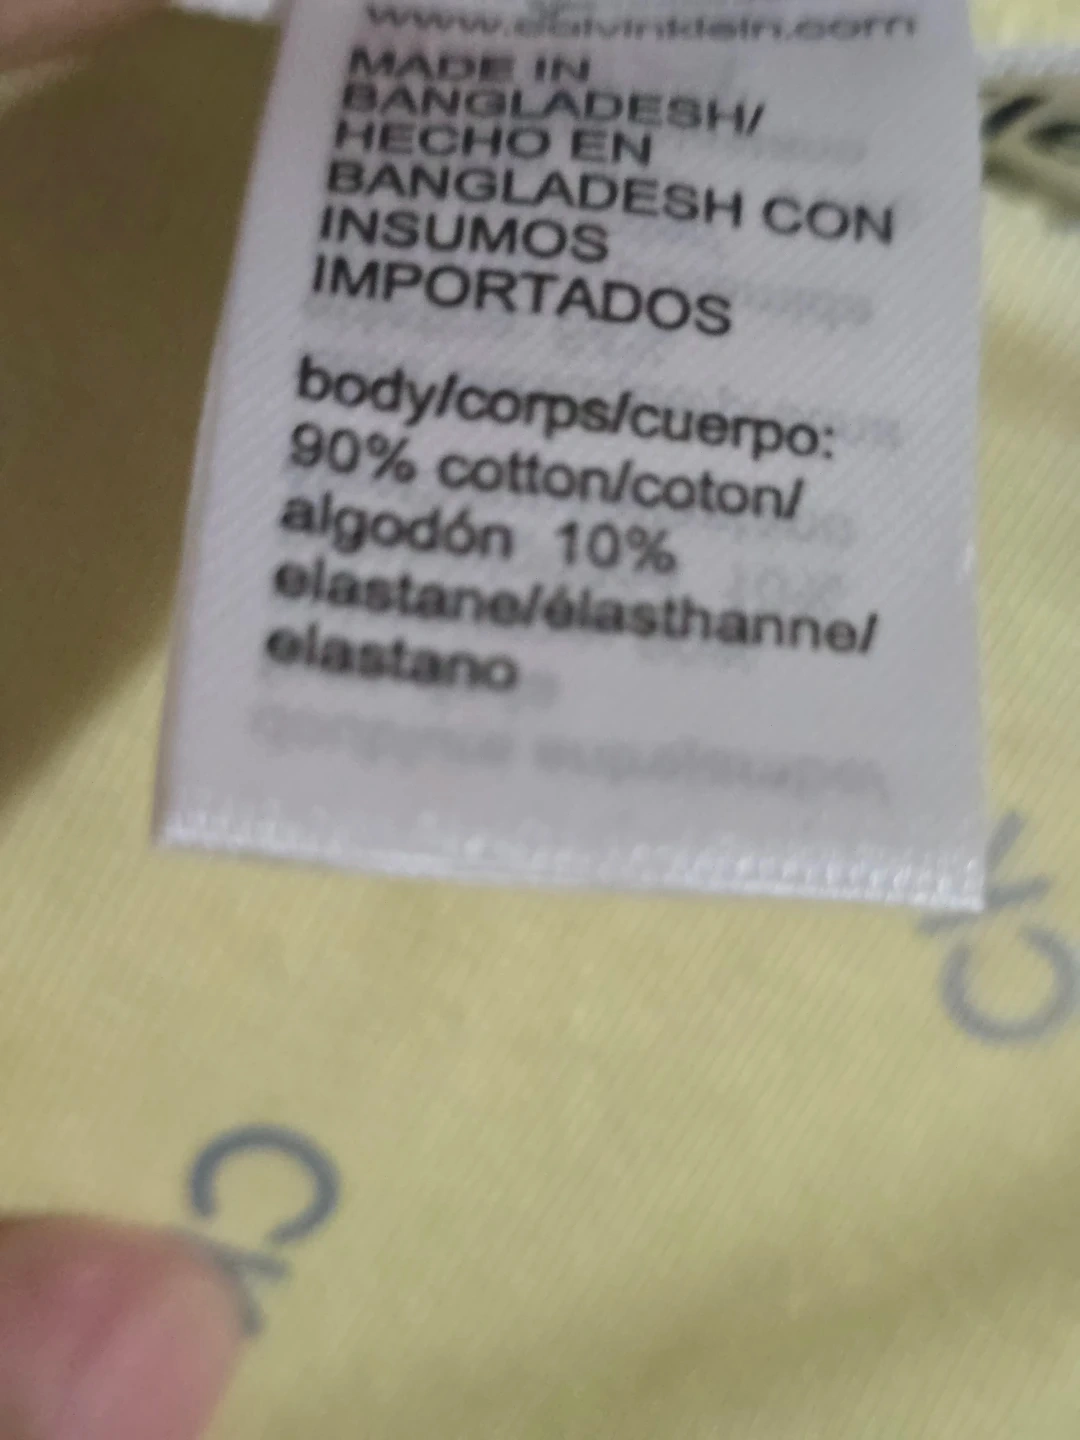 www.calvinklein.com
MADE IN
BANGLADESH/
HECHO EN
BANGLADESH CON
INSUMOS
IMPORTADOS
body/corps/cuerpo:
90% cotton/coton/
algodón 10%
elastane/élasthanne/
elastano
CK
CK